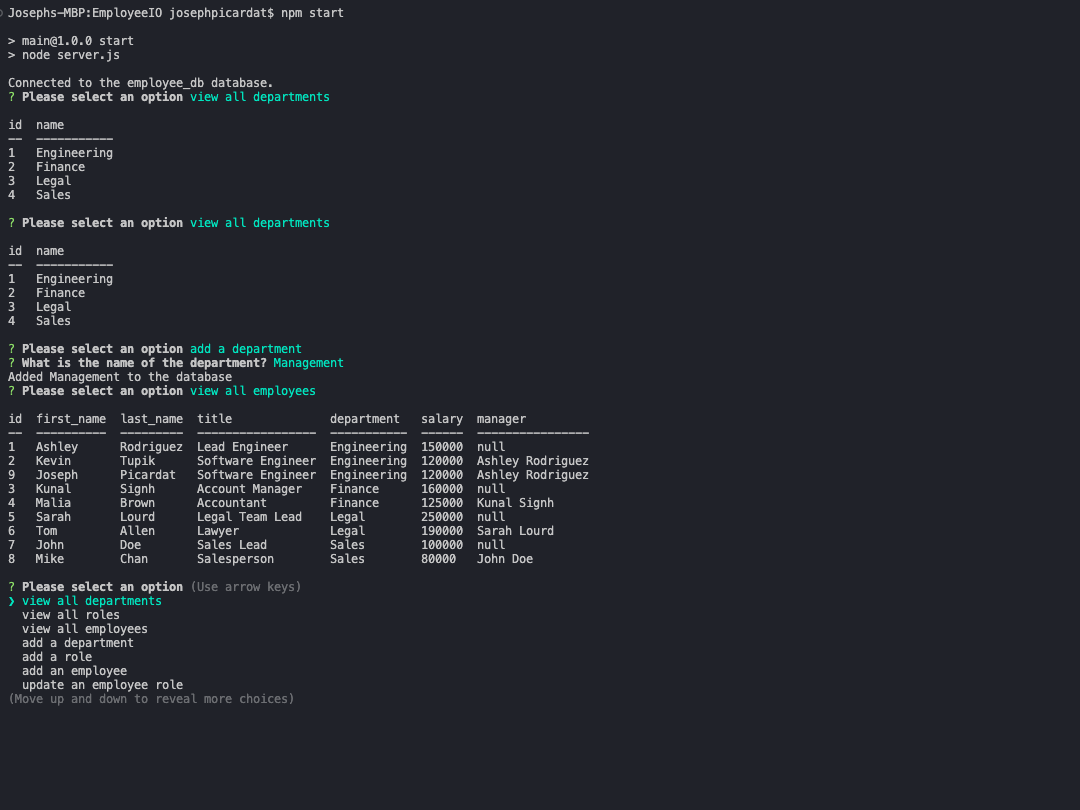 Josephs-MBP:EmployeeIO josephpicardat$ npm start
> main@1.0.0 start
> node server.js
Connected to the employee_db database.
? Please select an option view all departments
id  name
--  -----------
1   Engineering
2   Finance
3   Legal
4   Sales
? Please select an option view all departments
id  name
--  -----------
1   Engineering
2   Finance
3   Legal
4   Sales
? Please select an option add a department
? What is the name of the department? Management
Added Management to the database
? Please select an option view all employees
id  first_name  last_name  title              department   salary  manager
--  ----------  ---------  -----------------  -----------  ------  ----------------
1   Ashley      Rodriguez  Lead Engineer      Engineering  150000  null
2   Kevin       Tupik      Software Engineer  Engineering  120000  Ashley Rodriguez
9   Joseph      Picardat   Software Engineer  Engineering  120000  Ashley Rodriguez
3   Kunal       Signh      Account Manager    Finance      160000  null
4   Malia       Brown      Accountant         Finance      125000  Kunal Signh
5   Sarah       Lourd      Legal Team Lead    Legal        250000  null
6   Tom         Allen      Lawyer             Legal        190000  Sarah Lourd
7   John        Doe        Sales Lead         Sales        100000  null
8   Mike        Chan       Salesperson        Sales        80000   John Doe
? Please select an option (Use arrow keys)
❯ view all departments
  view all roles
  view all employees
  add a department
  add a role
  add an employee
  update an employee role
(Move up and down to reveal more choices)